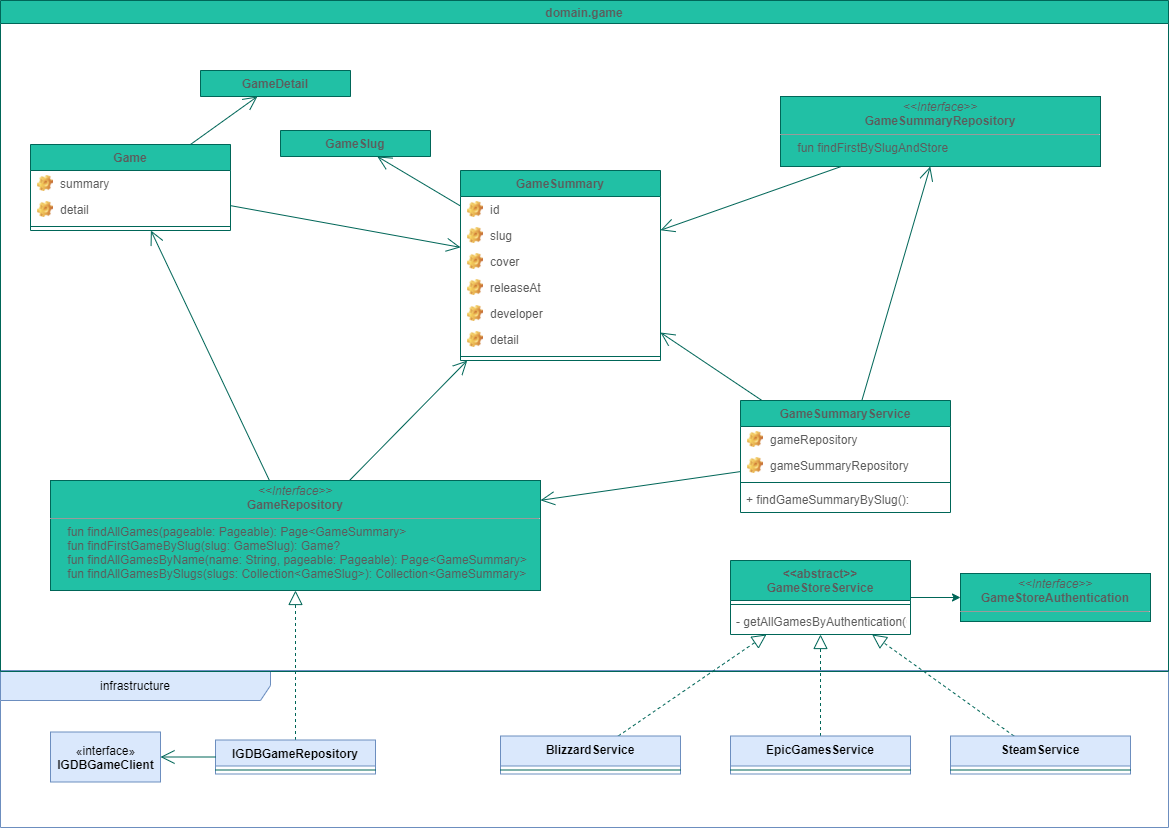 domain.game
GameDetail
GameSlug
Game
summary
detail
GameSummary
id
slug
cover
releaseAt
developer
detail
<<Interface>>
GameSummaryRepository
fun findFirstBySlugAndStore
GameSummaryService
gameRepository
gameSummaryRepository
+ findGameSummaryBySlug():
<<Interface>>
GameRepository
fun findAllGames(pageable: Pageable): Page<GameSummary>
fun findFirstGameBySlug(slug: GameSlug): Game?
fun findAllGamesByName(name: String, pageable: Pageable): Page<GameSummary>
fun findAllGamesBySlugs(slugs: Collection<GameSlug>): Collection<GameSummary>
<<abstract>>
GameStoreService
- getAllGamesByAuthentication(
<<Interface>>
GameStoreAuthentication
infrastructure
«interface»
IGDBGameClient
IGDBGameRepository
BlizzardService
EpicGamesService
SteamService